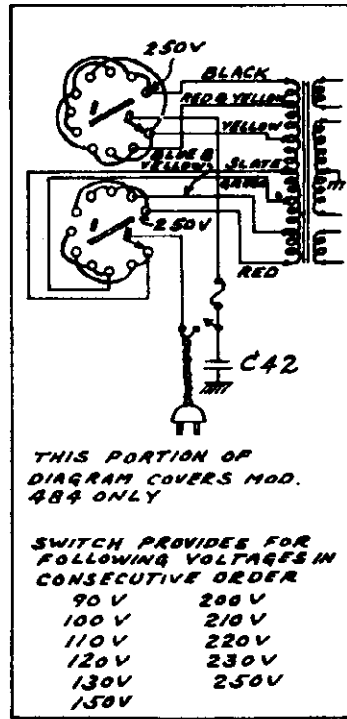 250V
BLACK
RED & YELLOW
YELLOW
BLUE &
YELLOW
SLATE
GREEN
250V
RED
C42
THIS PORTION OF
DIAGRAM COVERS MOD.
484 ONLY
SWITCH PROVIDES FOR
FOLLOWING VOLTAGES IN
CONSECUTIVE ORDER
90 V 200 V
100 V 210 V
110 V 220 V
120 V 230 V
130 V 250 V
150 V